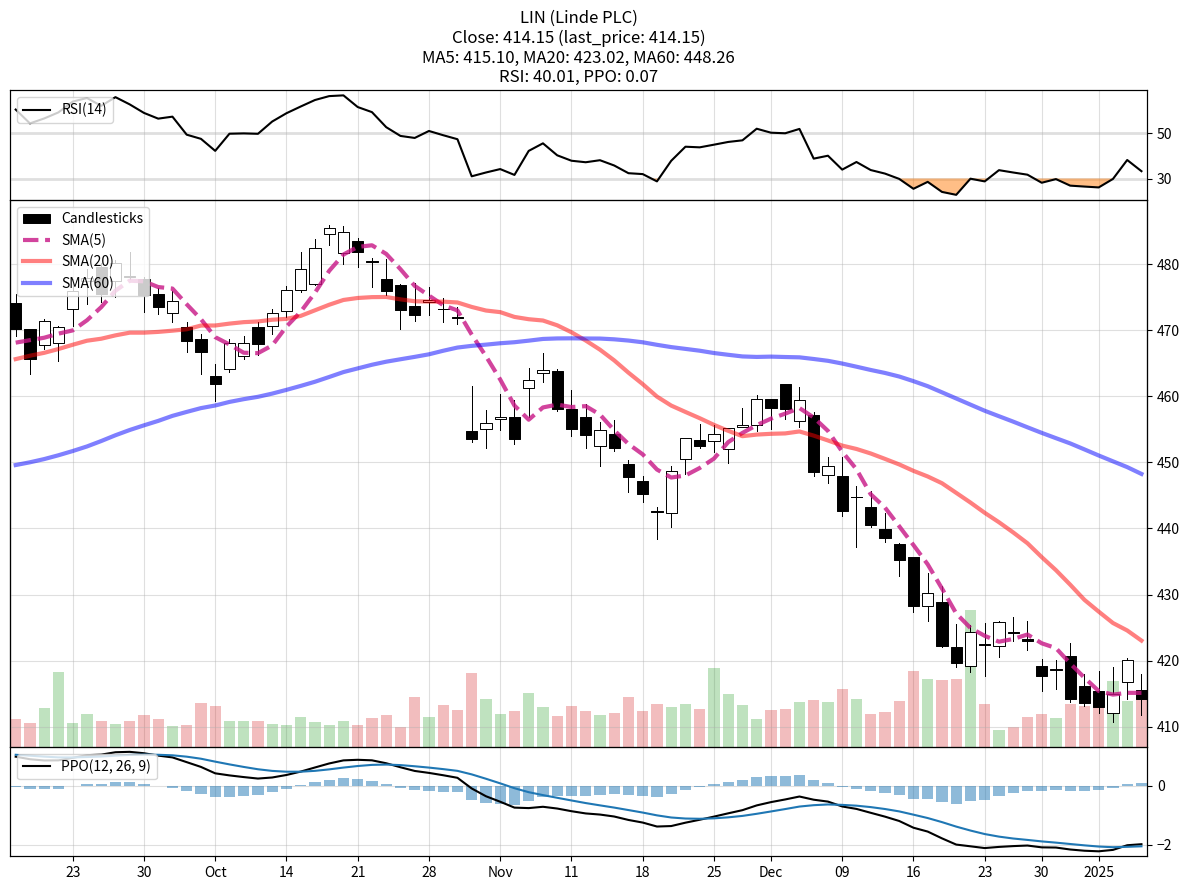 LIN (Linde PLC)
Close: 414.15 (last_price: 414.15)
MA5: 415.10, MA20: 423.02, MA60: 448.26
RSI: 40.01, PPO: 0.07
RSI(14)
50
30
Candlesticks
SMA(5)
SMA(20)
SMA(60)
480
470
460
450
440
430
420
410
PPO(12, 26, 9)
0
−2
23 30 Oct 14 21 28 Nov 11 18 25 Dec 09 16 23 30 2025